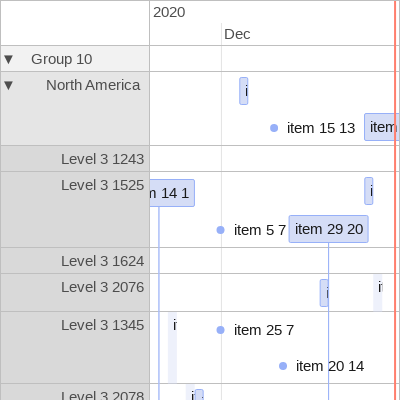 2020
Dec
▼ Group 10
▼ North America
i
item 15 13
item
Level 3 1243
Level 3 1525
m 14 1
i
item 5 7
item 29 20
Level 3 1624
Level 3 2076
i
Level 3 1345
item 25 7
item 20 14
Level 3 2078